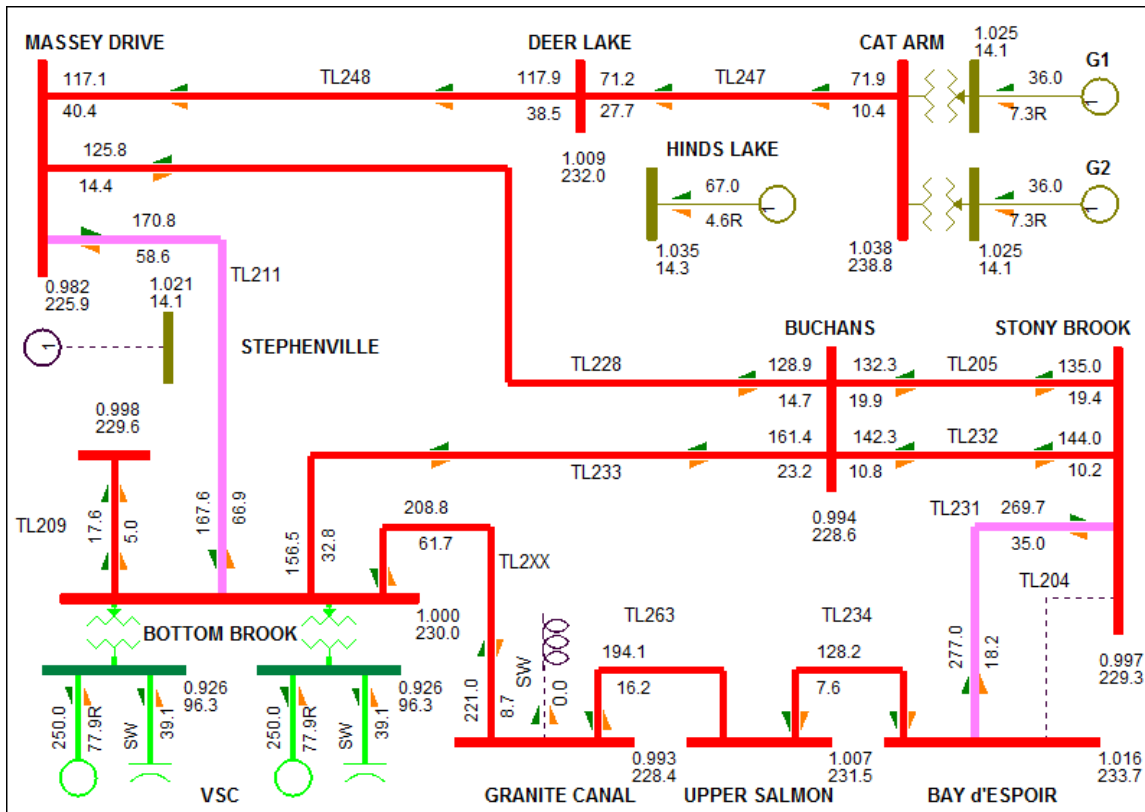 MASSEY DRIVE
DEER LAKE
CAT ARM
1.025
14.1
G1
117.1
TL248
117.9
71.2
TL247
71.9
36.0
40.4
38.5
27.7
10.4
7.3R
125.8
HINDS LAKE
1.009
232.0
G2
14.4
67.0
36.0
170.8
4.6R
7.3R
58.6
1.035
14.3
1.038
238.8
1.025
14.1
0.982
225.9
1.021
14.1
TL211
1
STEPHENVILLE
BUCHANS
STONY BROOK
TL228
128.9
132.3
TL205
135.0
14.7
19.9
19.4
0.998
229.6
161.4
142.3
TL232
144.0
TL233
23.2
10.8
10.2
TL209
17.6
5.0
167.6
66.9
156.5
32.8
208.8
61.7
TL2XX
0.994
228.6
TL231
269.7
35.0
TL204
1.000
230.0
BOTTOM BROOK
TL263
TL234
194.1
128.2
16.2
7.6
277.0
18.2
0.997
229.3
SW
0.0
221.0
8.7
0.926
96.3
0.926
96.3
250.0
77.9R
SW
39.1
250.0
77.9R
SW
39.1
0.993
228.4
1.007
231.5
1.016
233.7
VSC
GRANITE CANAL
UPPER SALMON
BAY d'ESPOIR